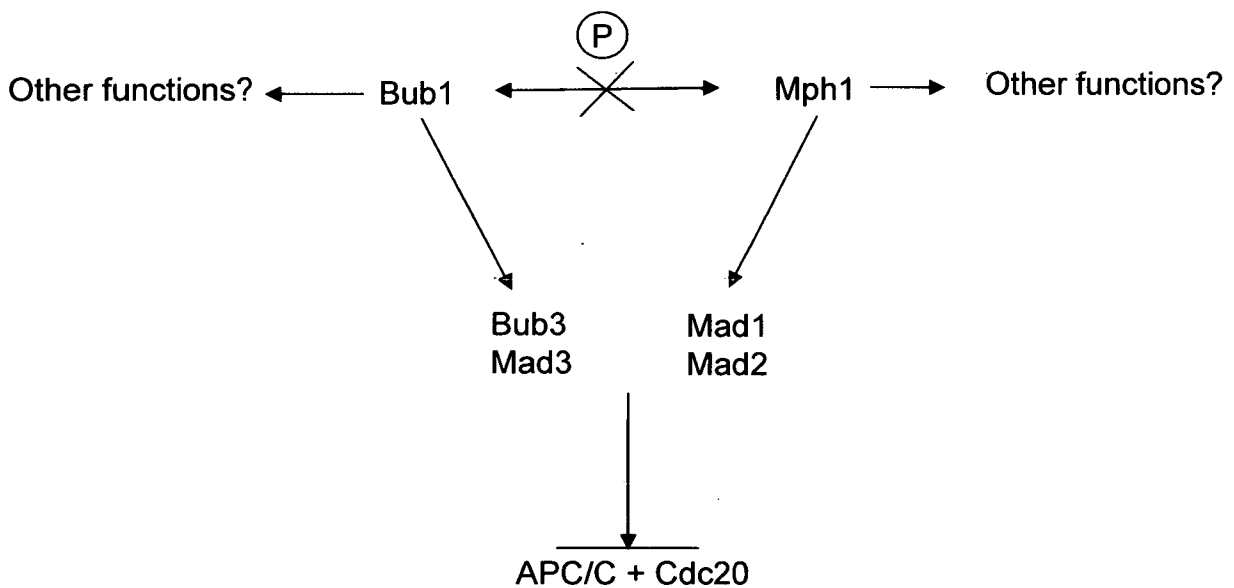 P
Other functions? Bub1 Mph1 Other functions?
Bub3 Mad1
Mad3 Mad2
APC/C + Cdc20